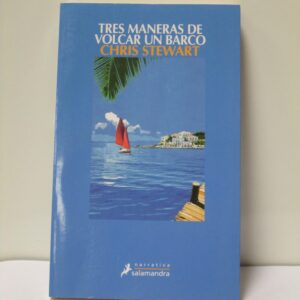 TRES MANERAS DE
VOLCAR UN BARCO
CHRIS STEWART
narrativa
salamandra